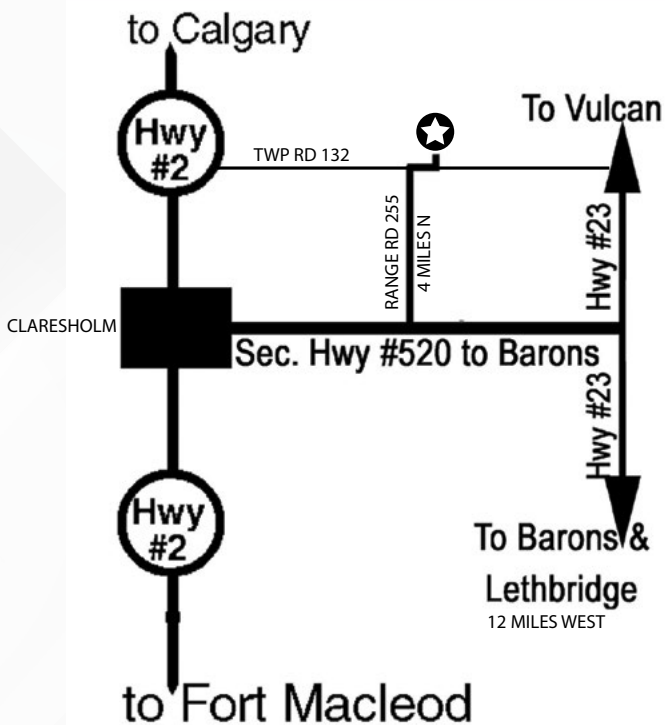 to Calgary
Hwy
#2
To Vulcan
TWP RD 132
RANGE RD 255
4 MILES N
Hwy #23
CLARESHOLM
Sec. Hwy #520 to Barons
Hwy #23
Hwy
#2
To Barons &
Lethbridge
12 MILES WEST
to Fort Macleod